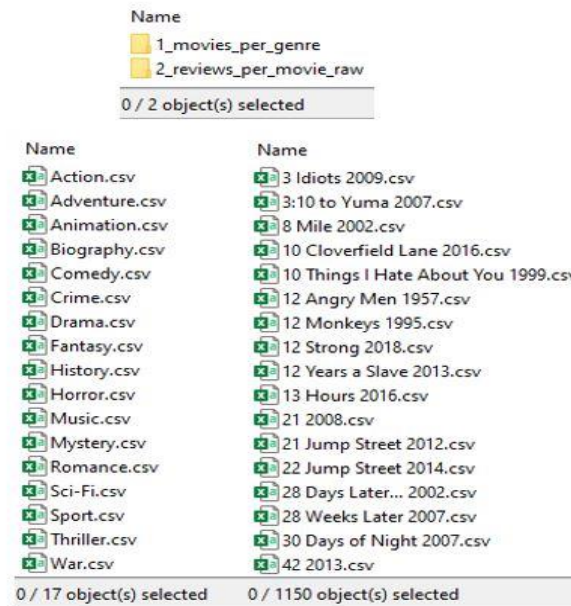 Name
1_movies_per_genre
2_reviews_per_movie_raw
0 / 2 object(s) selected
Name
Action.csv
Adventure.csv
Animation.csv
Biography.csv
Comedy.csv
Crime.csv
Drama.csv
Fantasy.csv
History.csv
Horror.csv
Music.csv
Mystery.csv
Romance.csv
Sci-Fi.csv
Sport.csv
Thriller.csv
War.csv
0 / 17 object(s) selected
Name
3 Idiots 2009.csv
3:10 to Yuma 2007.csv
8 Mile 2002.csv
10 Cloverfield Lane 2016.csv
10 Things I Hate About You 1999.csv
12 Angry Men 1957.csv
12 Monkeys 1995.csv
12 Strong 2018.csv
12 Years a Slave 2013.csv
13 Hours 2016.csv
21 2008.csv
21 Jump Street 2012.csv
22 Jump Street 2014.csv
28 Days Later... 2002.csv
28 Weeks Later 2007.csv
30 Days of Night 2007.csv
42 2013.csv
0 / 1150 object(s) selected